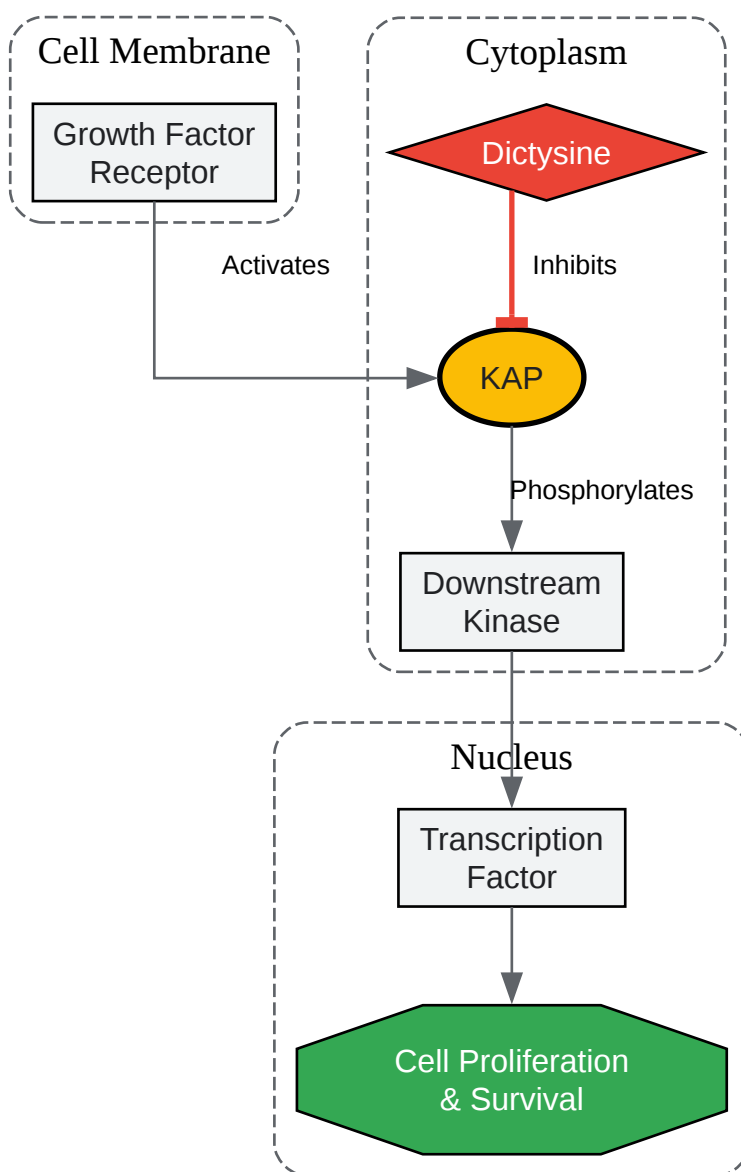 Cell Membrane
Cytoplasm
Growth Factor
Receptor
Dictysine
Activates
Inhibits
KAP
Phosphorylates
Downstream
Kinase
Nucleus
Transcription
Factor
Cell Proliferation
& Survival